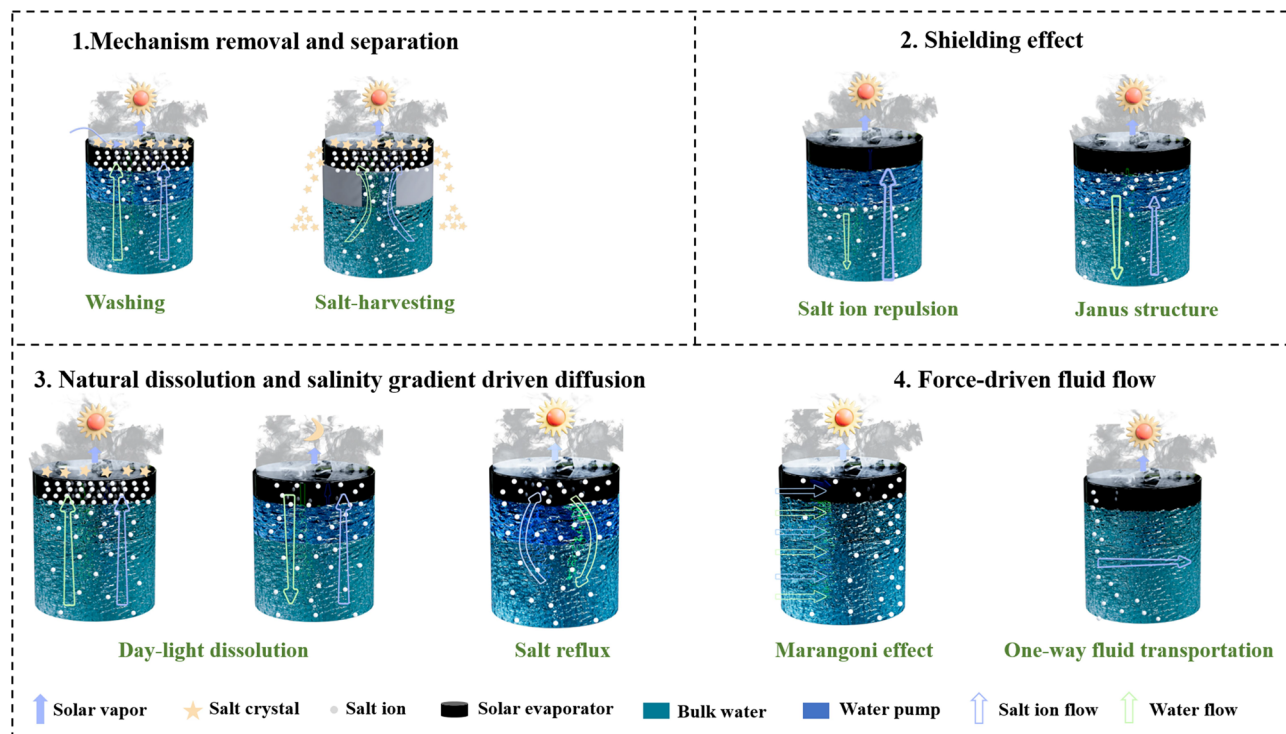 1.Mechanism removal and separation
2. Shielding effect
Washing
Salt-harvesting
Salt ion repulsion
Janus structure
3. Natural dissolution and salinity gradient driven diffusion
4. Force-driven fluid flow
Day-light dissolution
Salt reflux
Marangoni effect
One-way fluid transportation
Solar vapor
Salt crystal
Salt ion
Solar evaporator
Bulk water
Water pump
Salt ion flow
Water flow